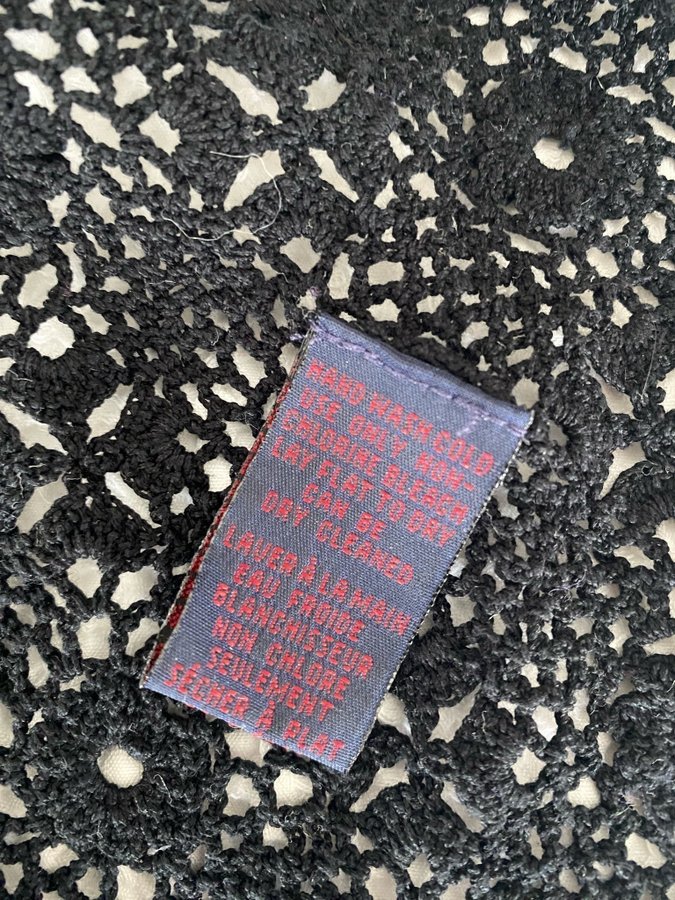 HAND WASH COLD
USE ONLY NON-
CHLORINE BLEACH
LAY FLAT TO DRY
CAN BE
DRY CLEANED
LAVER À LA MAIN
EAU FROIDE
BLANCHISSEUR
NON CHLORE
SEULEMENT
SÉCHER À PLAT